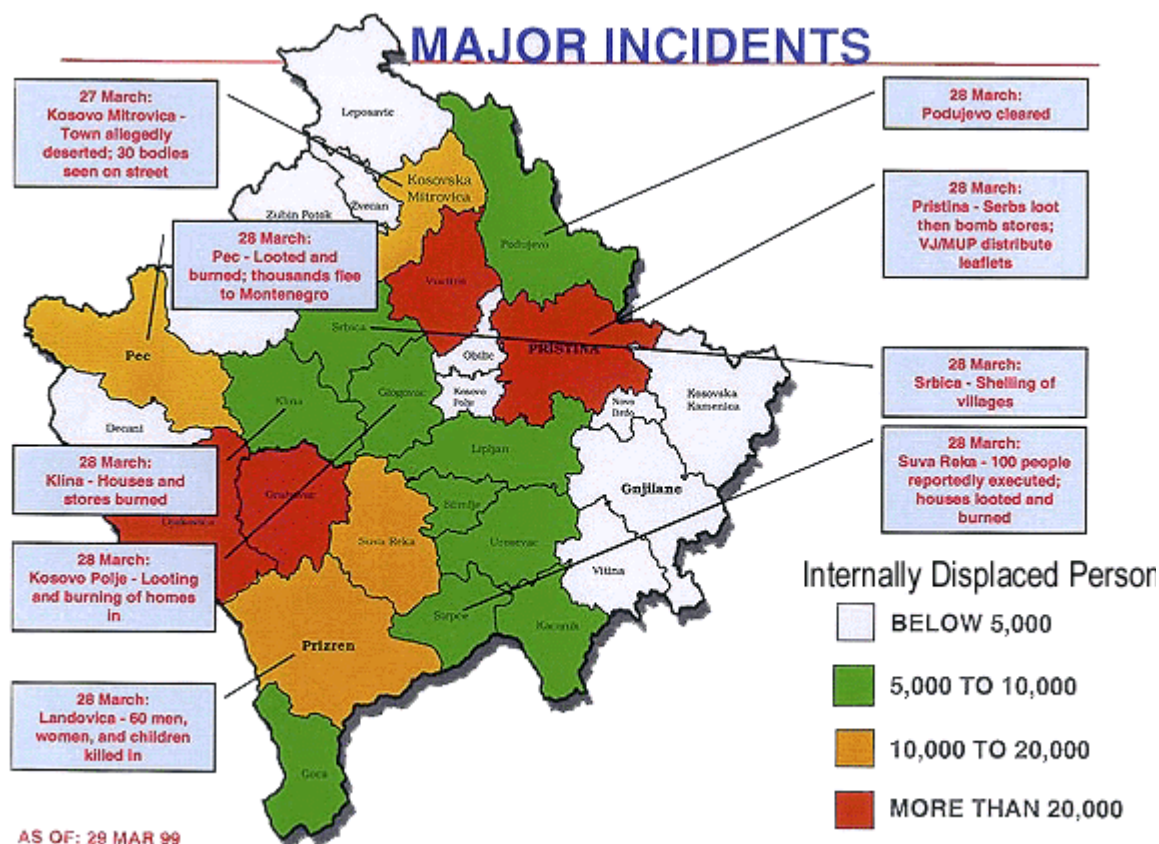 MAJOR INCIDENTS
27 March:
Kosovo Mitrovica -
Town allegedly
deserted; 30 bodies
seen on street
28 March:
Podujevo cleared
28 March:
Pristina - Serbs loot
then bomb stores;
VJ/MUP distribute
leaflets
28 March:
Pec - Looted and
burned; thousands flee
to Montenegro
28 March:
Srbica - Shelling of
villages
28 March:
Suva Reka - 100 people
reportedly executed;
houses looted and
burned
28 March:
Klina - Houses and
stores burned
28 March:
Kosovo Polje - Looting
and burning of homes
in
28 March:
Landovica - 60 men,
women, and children
killed in
Leposavic
Kosovska
Mitrovica
Zvecan
Zubin Potok
Podujevo
Srbica
PRISTINA
Pec
Obilic
Kosovo
Polje
Glogovac
Klina
Novo
Brdo
Kosovska
Kamenica
Decani
Lipljan
Gnjilane
Suva Reka
Urosevac
Vitina
Prizren
Kacanik
Internally Displaced Person
BELOW 5,000
5,000 TO 10,000
10,000 TO 20,000
MORE THAN 20,000
AS OF: 29 MAR 99